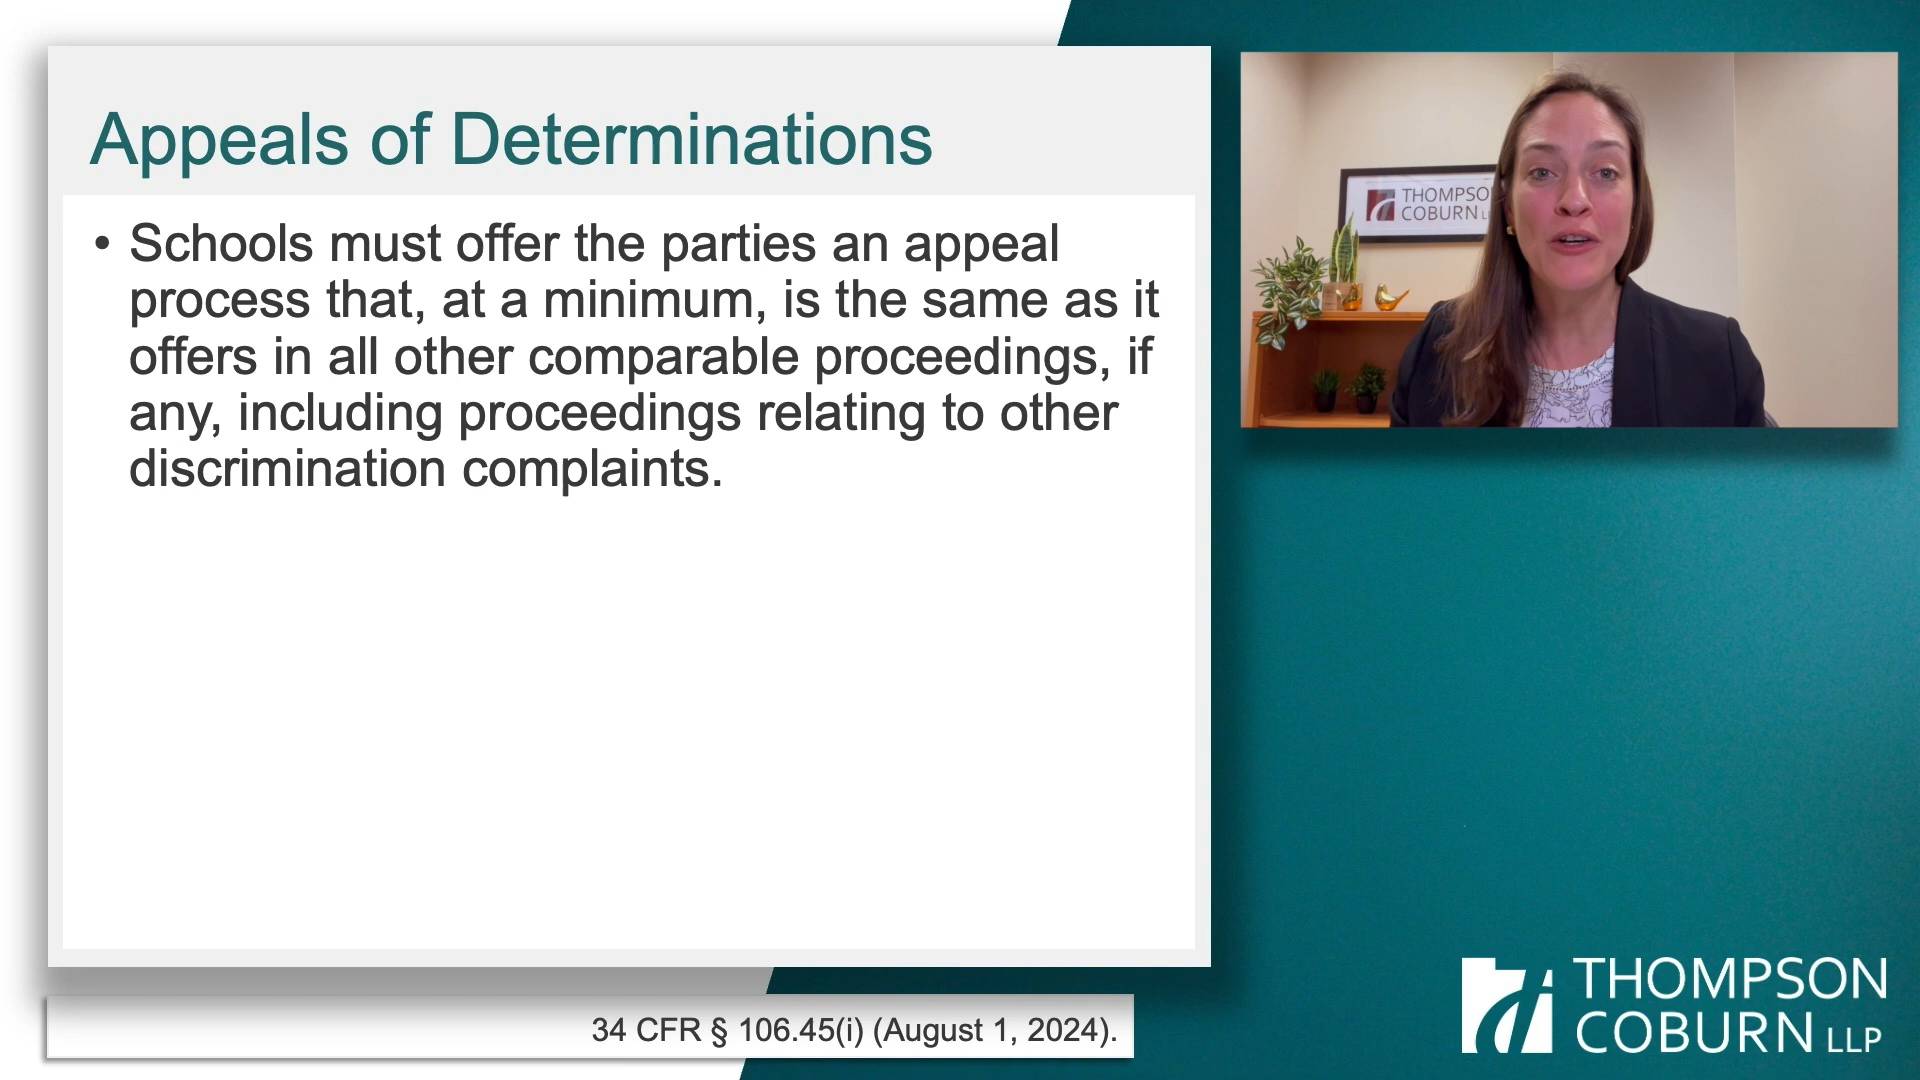 Appeals of Determinations
• Schools must offer the parties an appeal
process that, at a minimum, is the same as it
offers in all other comparable proceedings, if
any, including proceedings relating to other
discrimination complaints.
34 CFR § 106.45(i) (August 1, 2024).
THOMPSO
COBURN
THOMPSON
COBURN LLP